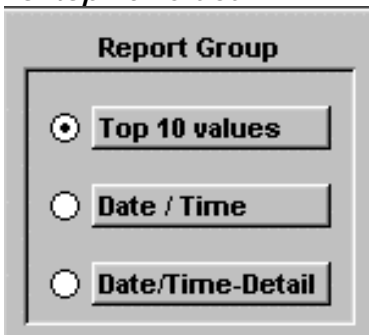 Report Group
Top 10 values
Date / Time
Date/Time-Detail